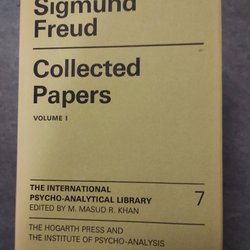 Sigmund
Freud
Collected
Papers
VOLUME I
THE INTERNATIONAL
PSYCHO-ANALYTICAL LIBRARY
EDITED BY M. MASUD R. KHAN
7
THE HOGARTH PRESS AND
THE INSTITUTE OF PSYCHO-ANALYSIS